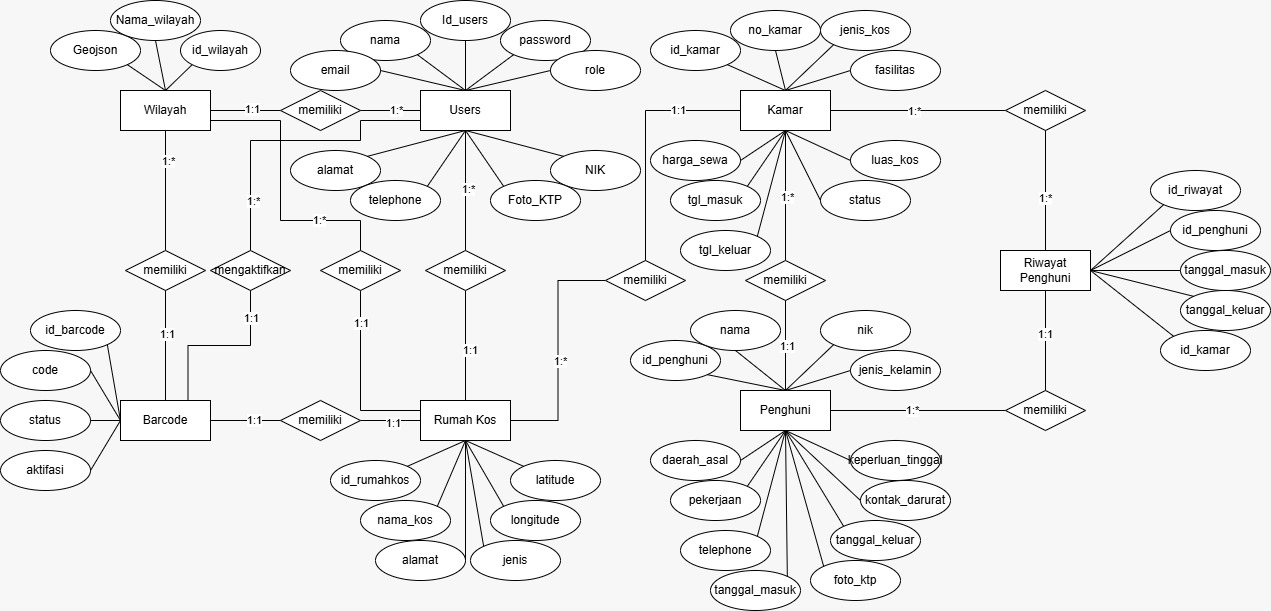 Nama_wilayah
Geojson
id_wilayah
Id_users
nama
password
email
role
no_kamar
jenis_kos
id_kamar
fasilitas
Wilayah
1:1
memiliki
1:*
Users
1:1
Kamar
1:*
memiliki
1:*
alamat
NIK
telephone
Foto_KTP
1:*
1:*
1:*
harga_sewa
luas_kos
tgl_masuk
status
tgl_keluar
1:*
1:*
id_riwayat
id_penghuni
tanggal_masuk
tanggal_keluar
id_kamar
Riwayat
Penghuni
memiliki
mengaktifkan
memiliki
memiliki
memiliki
memiliki
1:1
1:1
1:1
1:1
1:*
1:1
1:1
id_barcode
code
status
aktifasi
nama
nik
id_penghuni
jenis_kelamin
Barcode
1:1
memiliki
1:1
Rumah Kos
Penghuni
1:*
memiliki
id_rumahkos
latitude
nama_kos
longitude
alamat
jenis
daerah_asal
keperluan_tinggal
pekerjaan
kontak_darurat
telephone
tanggal_keluar
tanggal_masuk
foto_ktp